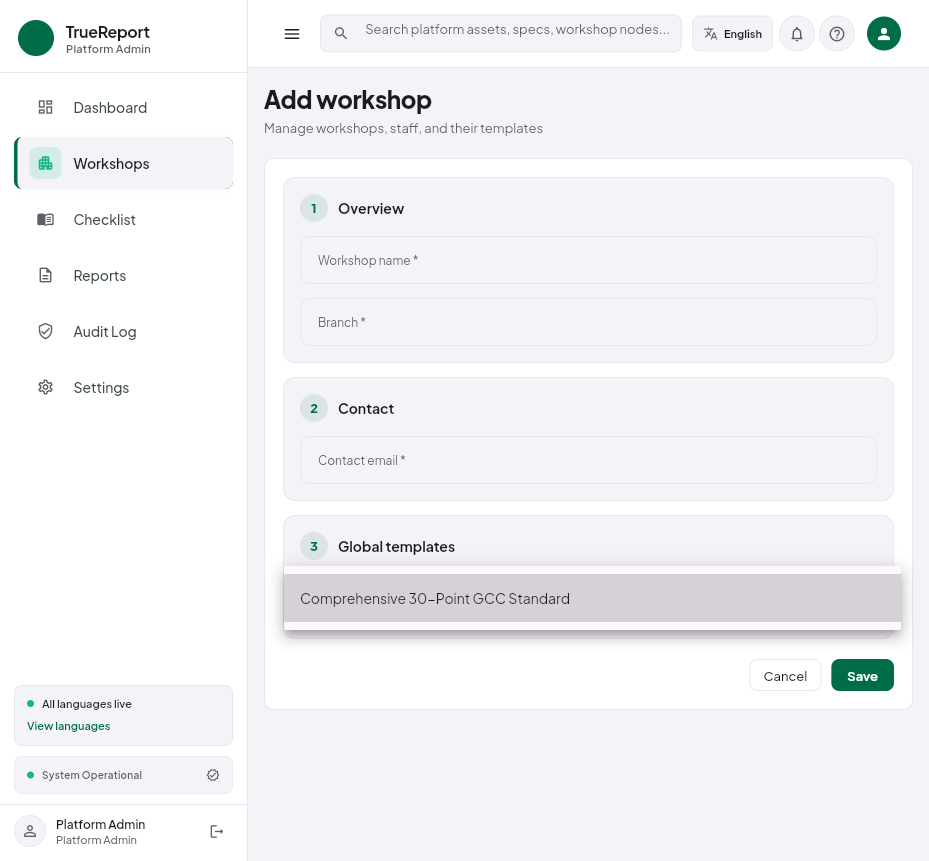 TrueReport
Platform Admin
Search platform assets, specs, workshop nodes...
English
Dashboard
Workshops
Checklist
Reports
Audit Log
Settings
All languages live
View languages
System Operational
Platform Admin
Platform Admin
Add workshop
Manage workshops, staff, and their templates
1
Overview
Workshop name *
Branch *
2
Contact
Contact email *
3
Global templates
Comprehensive 30-Point GCC Standard
Cancel
Save